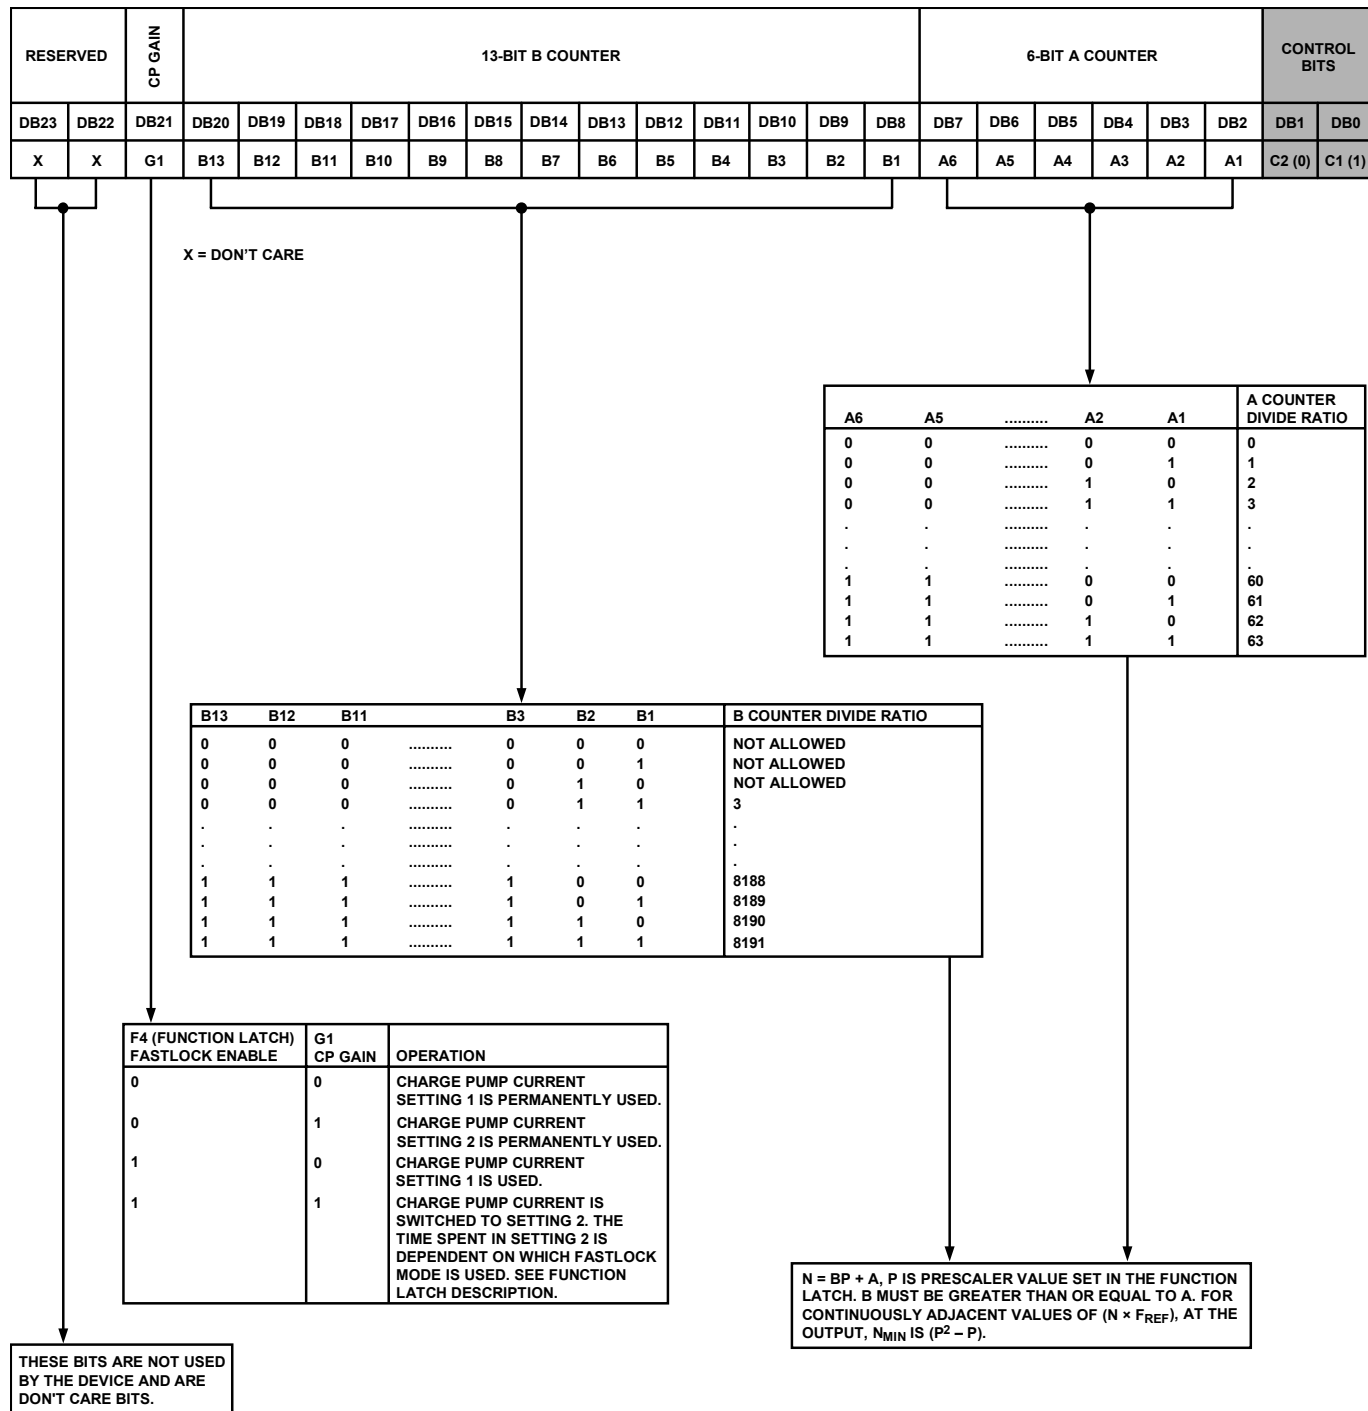 RESERVED
CP GAIN
13-BIT B COUNTER
6-BIT A COUNTER
CONTROL
BITS
DB23 DB22 DB21 DB20 DB19 DB18 DB17 DB16 DB15 DB14 DB13 DB12 DB11 DB10 DB9 DB8 DB7 DB6 DB5 DB4 DB3 DB2 DB1 DB0
X X G1 B13 B12 B11 B10 B9 B8 B7 B6 B5 B4 B3 B2 B1 A6 A5 A4 A3 A2 A1 C2 (0) C1 (1)
X = DON'T CARE
A COUNTER
A6 A5 .......... A2 A1 DIVIDE RATIO
0 0 .......... 0 0 0
0 0 .......... 0 1 1
0 0 .......... 1 0 2
0 0 .......... 1 1 3
. . .......... . . .
. . .......... . . .
. . .......... . . .
1 1 .......... 0 0 60
1 1 .......... 0 1 61
1 1 .......... 1 0 62
1 1 .......... 1 1 63
B13 B12 B11 B3 B2 B1 B COUNTER DIVIDE RATIO
0 0 0 .......... 0 0 0 NOT ALLOWED
0 0 0 .......... 0 0 1 NOT ALLOWED
0 0 0 .......... 0 1 0 NOT ALLOWED
0 0 0 .......... 0 1 1 3
. . . .......... . . . .
. . . .......... . . . .
. . . .......... . . . .
1 1 1 .......... 1 0 0 8188
1 1 1 .......... 1 0 1 8189
1 1 1 .......... 1 1 0 8190
1 1 1 .......... 1 1 1 8191
F4 (FUNCTION LATCH) G1
FASTLOCK ENABLE CP GAIN OPERATION
0 0 CHARGE PUMP CURRENT
SETTING 1 IS PERMANENTLY USED.
0 1 CHARGE PUMP CURRENT
SETTING 2 IS PERMANENTLY USED.
1 0 CHARGE PUMP CURRENT
SETTING 1 IS USED.
1 1 CHARGE PUMP CURRENT IS
SWITCHED TO SETTING 2. THE
TIME SPENT IN SETTING 2 IS
DEPENDENT ON WHICH FASTLOCK
MODE IS USED. SEE FUNCTION
LATCH DESCRIPTION.
N = BP + A, P IS PRESCALER VALUE SET IN THE FUNCTION
LATCH. B MUST BE GREATER THAN OR EQUAL TO A. FOR
CONTINUOUSLY ADJACENT VALUES OF (N × FREF), AT THE
OUTPUT, NMIN IS (P² – P).
THESE BITS ARE NOT USED
BY THE DEVICE AND ARE
DON'T CARE BITS.